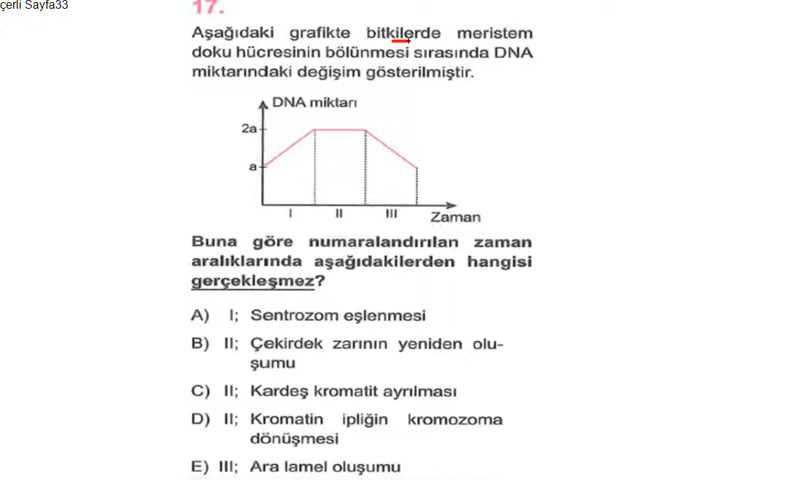 çerli Sayfa33
17.
Aşağıdaki grafikte bitkilerde meristem
doku hücresinin bölünmesi sırasında DNA
miktarındaki değişim gösterilmiştir.
DNA miktarı
2a
a
I II III Zaman
Buna göre numaralandırılan zaman
aralıklarında aşağıdakilerden hangisi
gerçekleşmez?
A) I; Sentrozom eşlenmesi
B) II; Çekirdek zarının yeniden olu-
şumu
C) II; Kardeş kromatit ayrılması
D) II; Kromatin ipliğin kromozoma
dönüşmesi
E) III; Ara lamel oluşumu